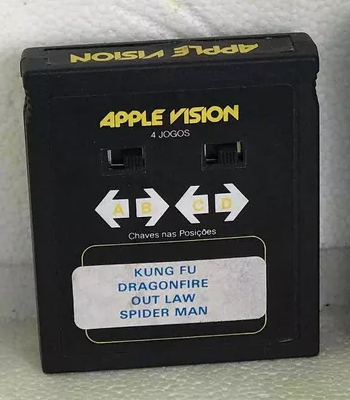 APPLE VISION
APPLE VISION
4 JOGOS
A B C D
Chaves nas Posições
KUNG FU
DRAGONFIRE
OUT LAW
SPIDER MAN